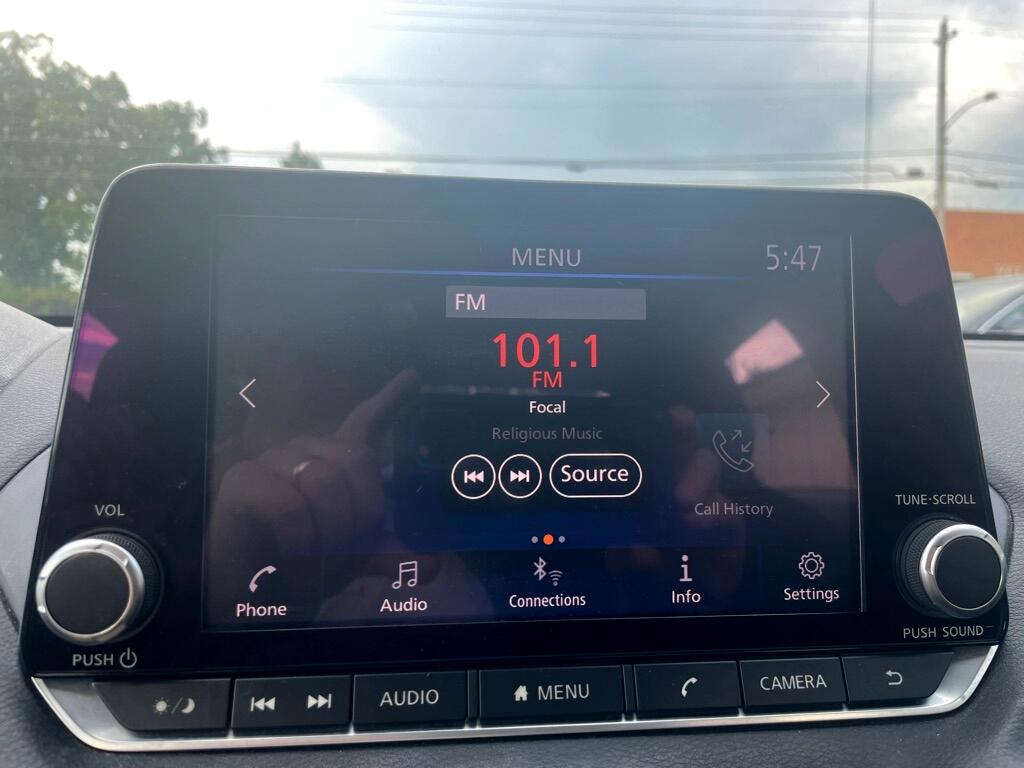 MENU
5:47
FM
101.1
FM
Focal
Religious Music
Source
Call History
Phone
Audio
Connections
Info
Settings
VOL
PUSH
TUNE·SCROLL
PUSH SOUND
AUDIO
MENU
CAMERA